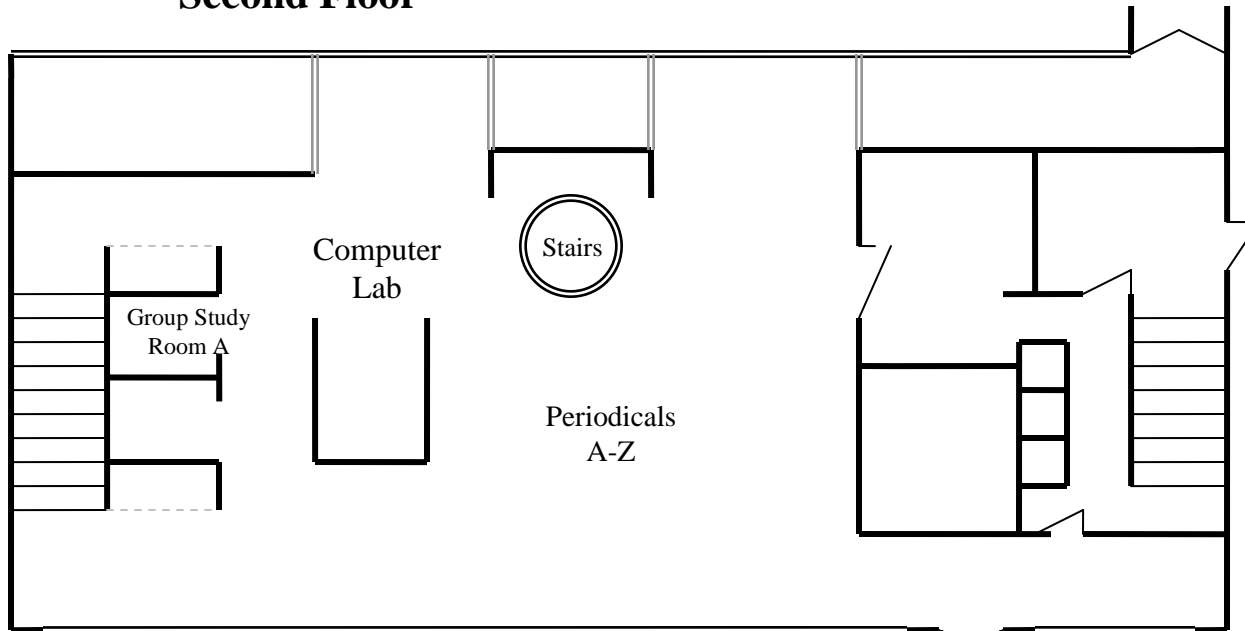 Second Floor
Computer
Lab
Stairs
Group Study
Room A
Periodicals
A-Z